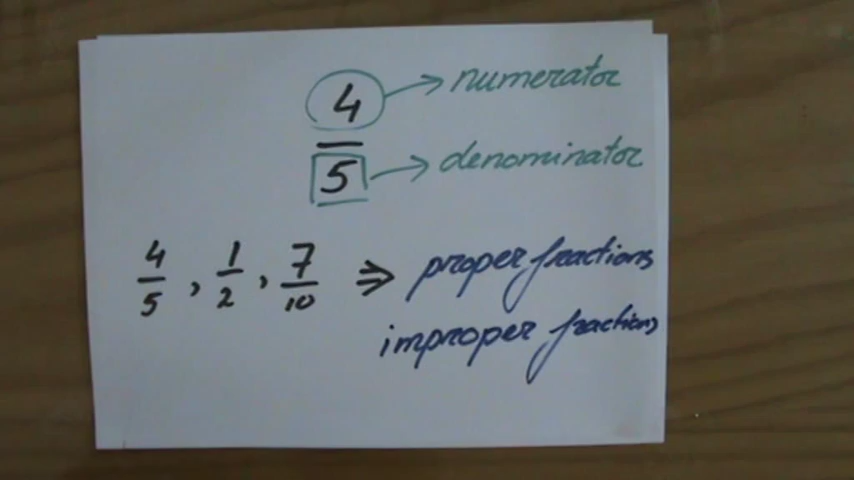 4 → numerator
5 → denominator
4/5, 1/2, 7/10 ⇒ proper fractions
improper fractions